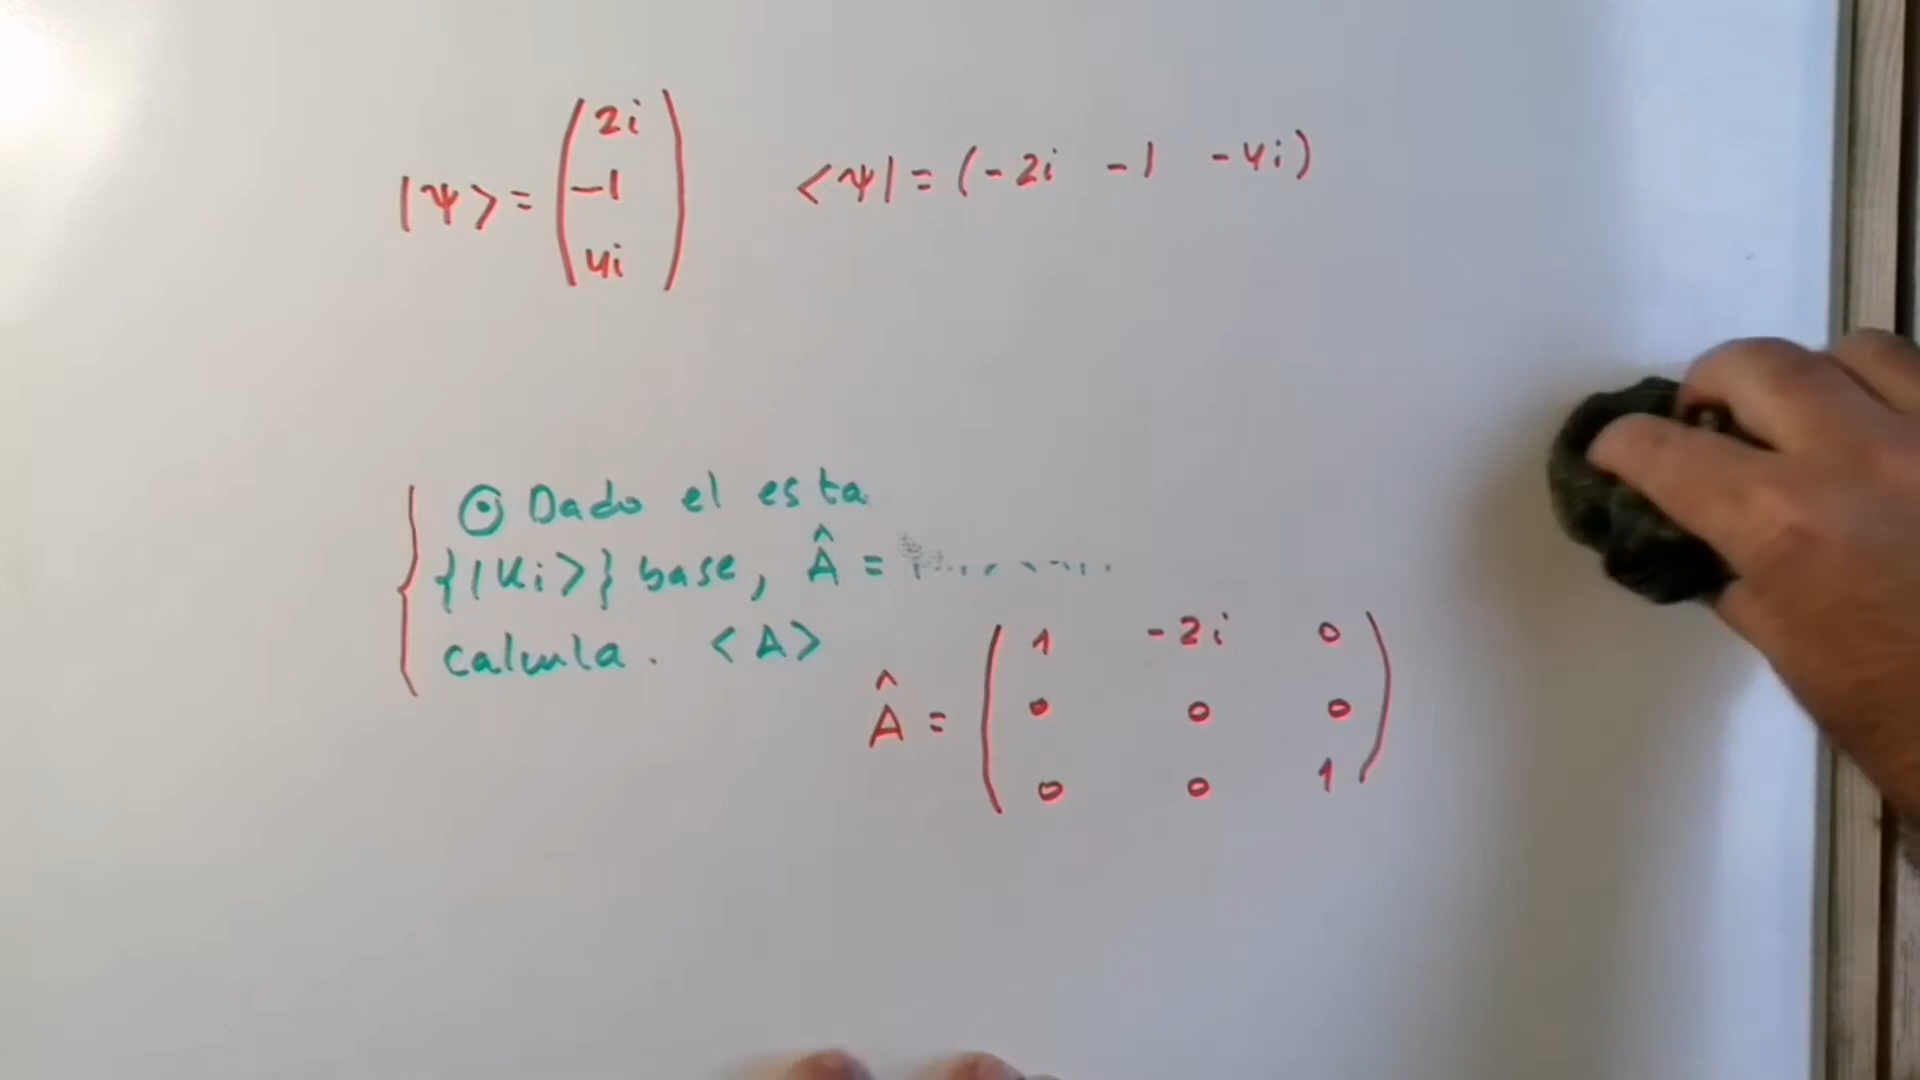 |ψ> = (2i -1 4i) <ψ| = (-2i -1 -4i)
⊙ Dado el esta
{|ui>} base, Â =
calcula. <A>
Â = (1 -2i 0
0 0 0
0 0 1)